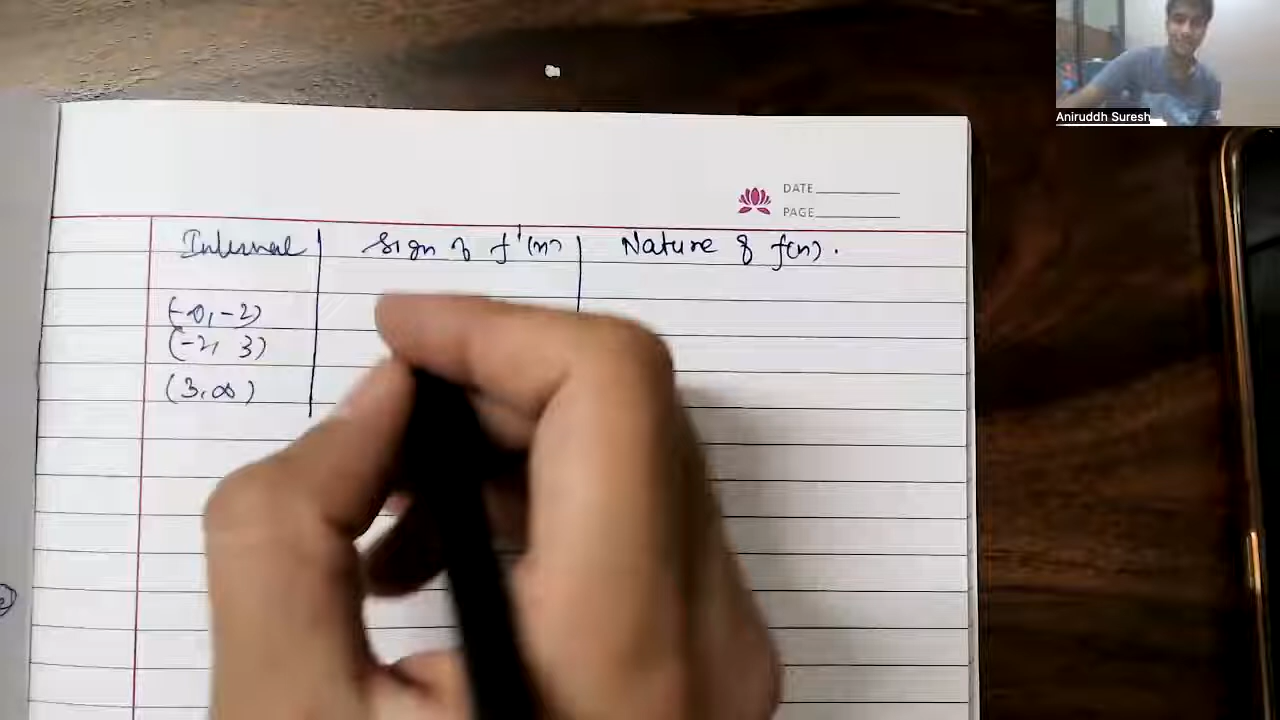 Aniruddh Suresh
DATE
PAGE
Interval Sign of f'(x) Nature of f(x).
(-∞, -2)
(-2, 3)
(3, ∞)